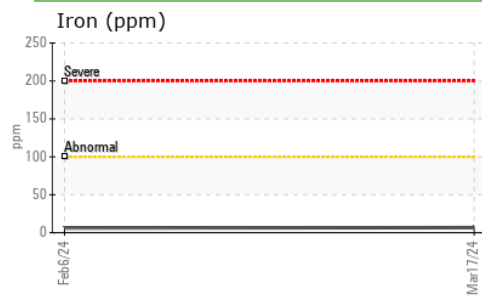 Iron (ppm)
250
Severe
200
150
ppm
Abnormal
100
50
0
Feb6/24
Mar17/24